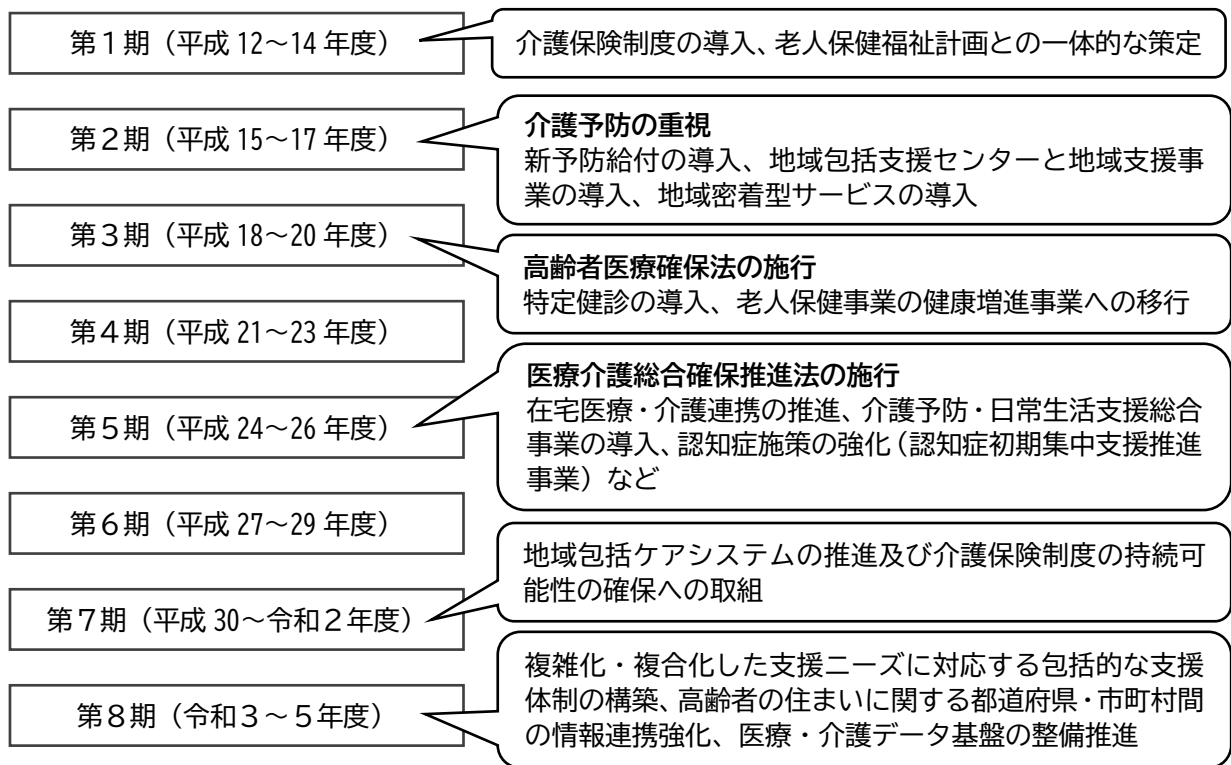 第１期（平成 12～14 年度）
介護保険制度の導入、老人保健福祉計画との一体的な策定
第２期（平成 15～17 年度）
介護予防の重視
新予防給付の導入、地域包括支援センターと地域支援事
業の導入、地域密着型サービスの導入
第３期（平成 18～20 年度）
高齢者医療確保法の施行
特定健診の導入、老人保健事業の健康増進事業への移行
第４期（平成 21～23 年度）
第５期（平成 24～26 年度）
医療介護総合確保推進法の施行
在宅医療・介護連携の推進、介護予防・日常生活支援総合
事業の導入、認知症施策の強化（認知症初期集中支援推進
事業）など
第６期（平成 27～29 年度）
第７期（平成 30～令和２年度）
地域包括ケアシステムの推進及び介護保険制度の持続可
能性の確保への取組
第８期（令和３～５年度）
複雑化・複合化した支援ニーズに対応する包括的な支援
体制の構築、高齢者の住まいに関する都道府県・市町村間
の情報連携強化、医療・介護データ基盤の整備推進